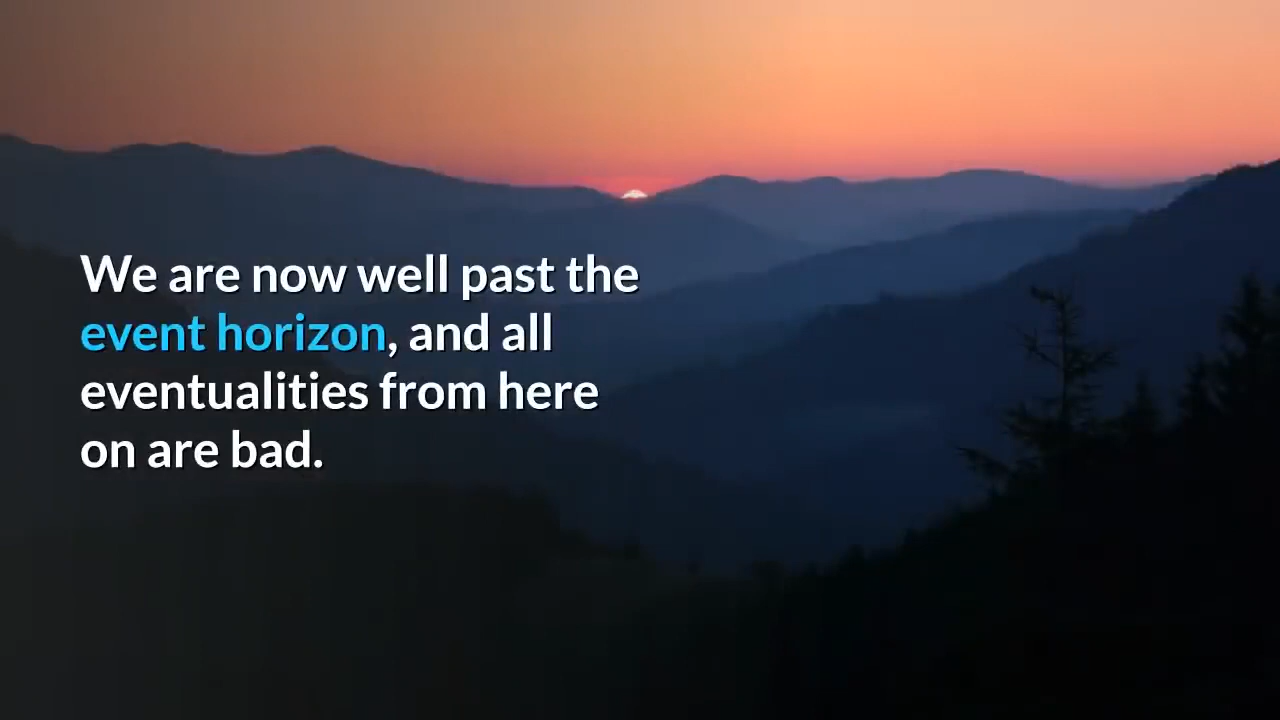 We are now well past the
event horizon, and all
eventualities from here
on are bad.